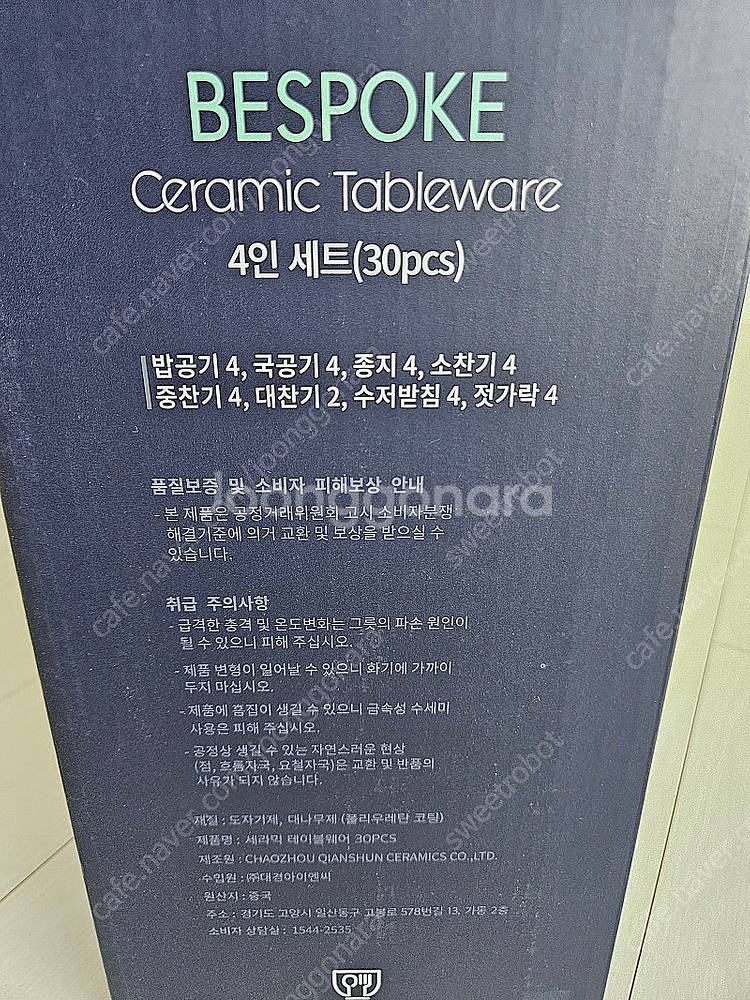 BESPOKE
Ceramic Tableware
4인 세트(30pcs)
밥공기 4, 국공기 4, 종지 4, 소찬기 4
중찬기 4, 대찬기 2, 수저받침 4, 젓가락 4
품질보증 및 소비자 피해보상 안내
- 본 제품은 공정거래위원회 고시 소비자분쟁
해결기준에 의거 교환 및 보상을 받으실 수
있습니다.
취급 주의사항
- 급격한 충격 및 온도변화는 그릇의 파손 원인이
될 수 있으니 피해 주십시오.
- 제품 변형이 일어날 수 있으니 화기에 가까이
두지 마십시오.
- 제품에 흠집이 생길 수 있으니 금속성 수세미
사용은 피해 주십시오.
- 공정상 생길 수 있는 자연스러운 현상
(점, 흐름자국, 요철자국)은 교환 및 반품의
사유가 되지 않습니다.
재질 : 도자기제, 대나무제 (폴리우레탄 코팅)
제품명 : 세라믹 테이블웨어 30PCS
제조원 : CHAOZHOU QIANSHUN CERAMICS CO.,LTD.
수입원 : ㈜대경아이엔씨
원산지 : 중국
주소 : 경기도 고양시 일산동구 고봉로 578번길 13, 가동 2층
소비자 상담실 : 1544-2535
joonggonara
cafe.naver.com/joonggonara
sweetrobot